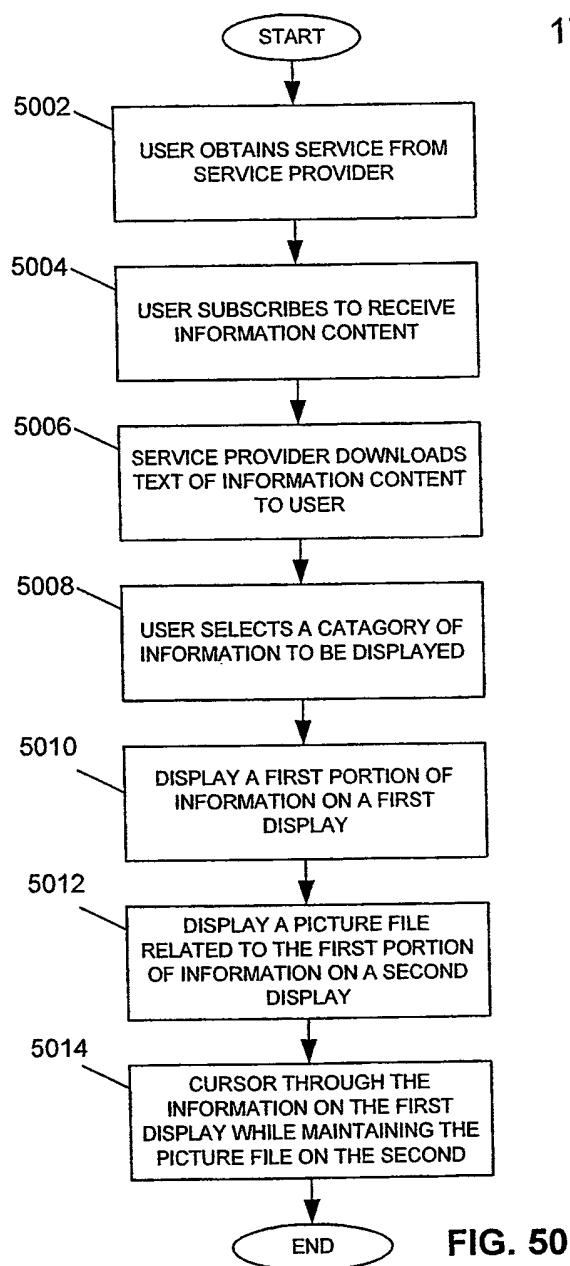 START
5002
USER OBTAINS SERVICE FROM
SERVICE PROVIDER
5004
USER SUBSCRIBES TO RECEIVE
INFORMATION CONTENT
5006
SERVICE PROVIDER DOWNLOADS
TEXT OF INFORMATION CONTENT
TO USER
5008
USER SELECTS A CATAGORY OF
INFORMATION TO BE DISPLAYED
5010
DISPLAY A FIRST PORTION OF
INFORMATION ON A FIRST
DISPLAY
5012
DISPLAY A PICTURE FILE
RELATED TO THE FIRST PORTION
OF INFORMATION ON A SECOND
DISPLAY
5014
CURSOR THROUGH THE
INFORMATION ON THE FIRST
DISPLAY WHILE MAINTAINING THE
PICTURE FILE ON THE SECOND
END
FIG. 50